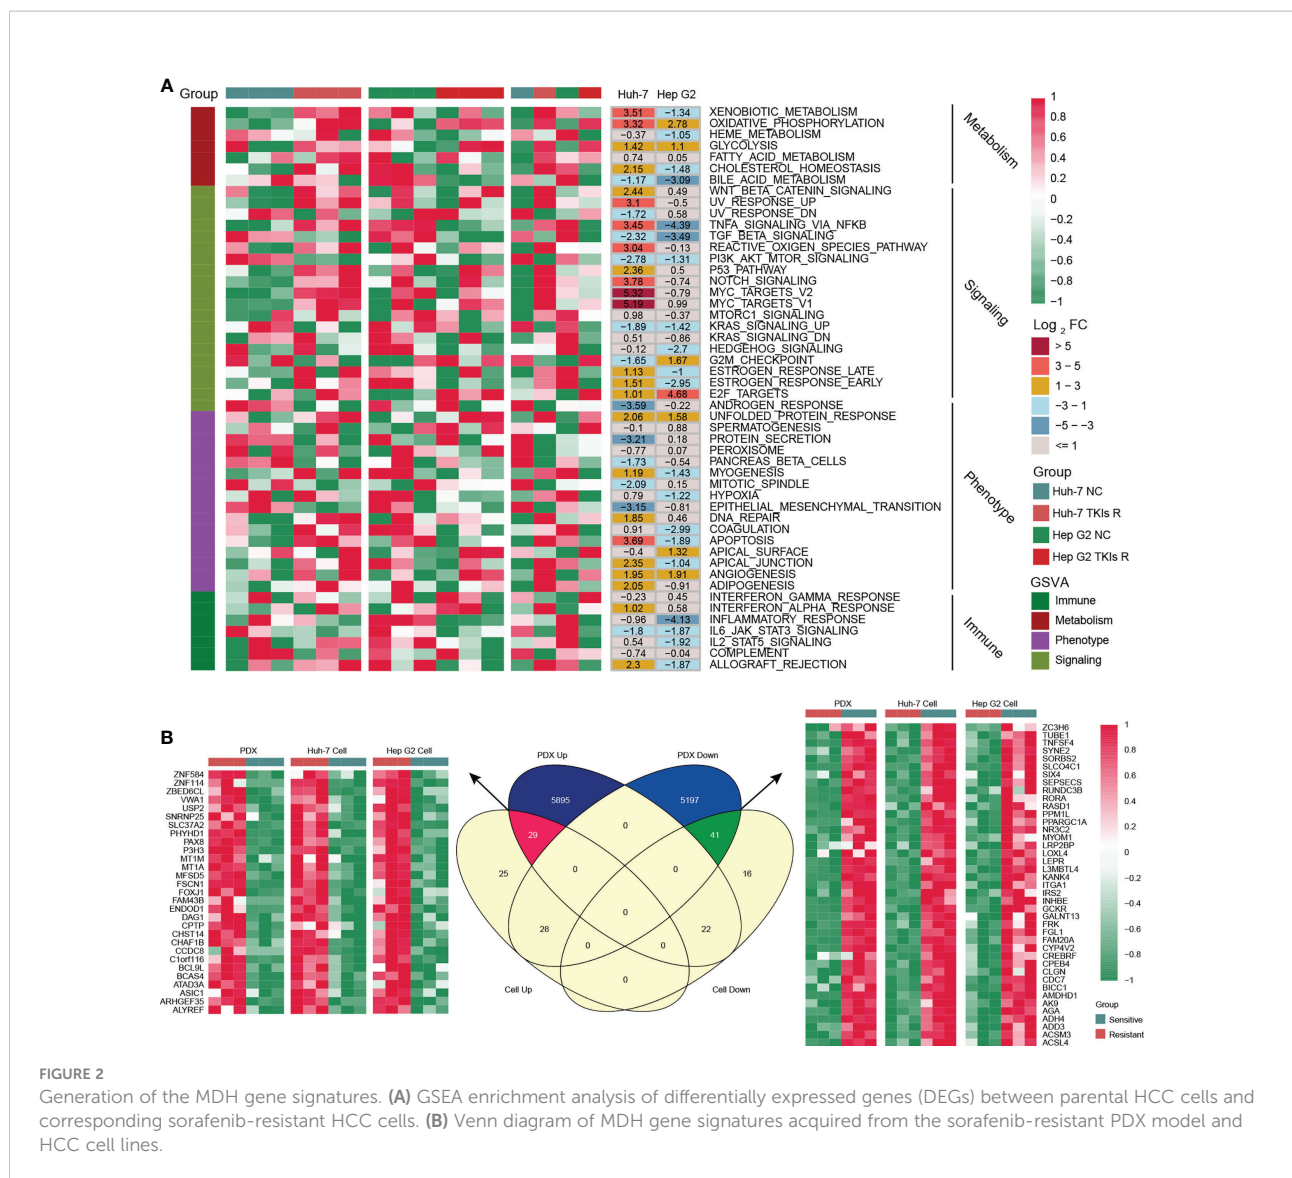 A
Group
Huh-7 Hep G2
3.51 −1.34 XENOBIOTIC_METABOLISM
3.32 2.78 OXIDATIVE_PHOSPHORYLATION
−0.37 −1.05 HEME_METABOLISM
1.42 1.1 GLYCOLYSIS
0.74 0.05 FATTY_ACID_METABOLISM
2.15 −1.48 CHOLESTEROL_HOMEOSTASIS
−1.17 −3.09 BILE_ACID_METABOLISM
2.44 0.49 WNT_BETA_CATENIN_SIGNALING
3.1 −0.5 UV_RESPONSE_UP
−1.72 0.58 UV_RESPONSE_DN
3.45 −4.39 TNFA_SIGNALING_VIA_NFKB
−2.32 −3.49 TGF_BETA_SIGNALING
3.04 −0.13 REACTIVE_OXIGEN_SPECIES_PATHWAY
−2.78 −1.31 PI3K_AKT_MTOR_SIGNALING
2.36 0.5 P53_PATHWAY
3.78 −0.74 NOTCH_SIGNALING
5.32 −0.79 MYC_TARGETS_V2
5.19 0.99 MYC_TARGETS_V1
0.98 −0.37 MTORC1_SIGNALING
−1.89 −1.42 KRAS_SIGNALING_UP
0.51 −0.86 KRAS_SIGNALING_DN
−0.12 −2.7 HEDGEHOG_SIGNALING
−1.65 1.67 G2M_CHECKPOINT
1.13 −1 ESTROGEN_RESPONSE_LATE
1.51 −2.95 ESTROGEN_RESPONSE_EARLY
1.01 4.68 E2F_TARGETS
−3.59 −0.22 ANDROGEN_RESPONSE
2.06 1.58 UNFOLDED_PROTEIN_RESPONSE
−0.1 0.88 SPERMATOGENESIS
−3.21 0.18 PROTEIN_SECRETION
−0.77 0.07 PEROXISOME
−1.73 −0.54 PANCREAS_BETA_CELLS
1.19 −1.43 MYOGENESIS
−2.09 0.15 MITOTIC_SPINDLE
0.79 −1.22 HYPOXIA
−3.15 −0.81 EPITHELIAL_MESENCHYMAL_TRANSITION
1.85 0.46 DNA_REPAIR
0.91 −2.99 COAGULATION
3.69 −1.89 APOPTOSIS
−0.4 1.32 APICAL_SURFACE
2.35 −1.04 APICAL_JUNCTION
1.95 1.91 ANGIOGENESIS
2.05 −0.91 ADIPOGENESIS
−0.23 0.45 INTERFERON_GAMMA_RESPONSE
1.02 0.58 INTERFERON_ALPHA_RESPONSE
−0.96 −4.13 INFLAMMATORY_RESPONSE
−1.8 −1.87 IL6_JAK_STAT3_SIGNALING
0.54 −1.92 IL2_STAT5_SIGNALING
−0.74 −0.04 COMPLEMENT
2.3 −1.87 ALLOGRAFT_REJECTION
Metabolism
Signaling
Phenotype
Immune
1
0.8
0.6
0.4
0.2
0
−0.2
−0.4
−0.6
−0.8
−1
Log 2 FC
> 5
3 − 5
1 − 3
−3 − 1
−5 − −3
<= 1
Group
Huh-7 NC
Huh-7 TKIs R
Hep G2 NC
Hep G2 TKIs R
GSVA
Immune
Metabolism
Phenotype
Signaling
B
PDX Huh-7 Cell Hep G2 Cell
ZNF584
ZNF114
ZBED6CL
VWA1
USP2
SNRNP25
SLC37A2
PHYHD1
PAX8
P3H3
MT1M
MT1A
MFSD5
FSCN1
FOXJ1
FAM43B
ENDOD1
DAG1
CPTP
CHST14
CHAF1B
CCDC8
C1orf116
BCL9L
BCAS4
ATAD3A
ASIC1
ARHGEF35
ALYREF
PDX Up PDX Down
5895 5197
0
29 41
0 0
25 16
0
28 22
0 0
0
Cell Up Cell Down
PDX Huh-7 Cell Hep G2 Cell
ZC3H6
TUBE1
TNFSF4
SYNE2
SORBS2
SLCO4C1
SIX4
SEPSECS
RUNDC3B
RORA
RASD1
PPM1L
PPARGC1A
NR3C2
MYOM1
LRP2BP
LOXL4
LEPR
L3MBTL4
KANK4
ITGA1
IRS2
INHBE
GCKR
GALNT13
FRK
FGL1
FAM20A
CYP4V2
CREBRF
CPEB4
CLGN
CDC7
BICC1
AMDHD1
AK9
AGA
ADH4
ADD3
ACSM3
ACSL4
1
0.8
0.6
0.4
0.2
0
−0.2
−0.4
−0.6
−0.8
−1
Group
Sensitive
Resistant
FIGURE 2
Generation of the MDH gene signatures. (A) GSEA enrichment analysis of differentially expressed genes (DEGs) between parental HCC cells and
corresponding sorafenib-resistant HCC cells. (B) Venn diagram of MDH gene signatures acquired from the sorafenib-resistant PDX model and
HCC cell lines.